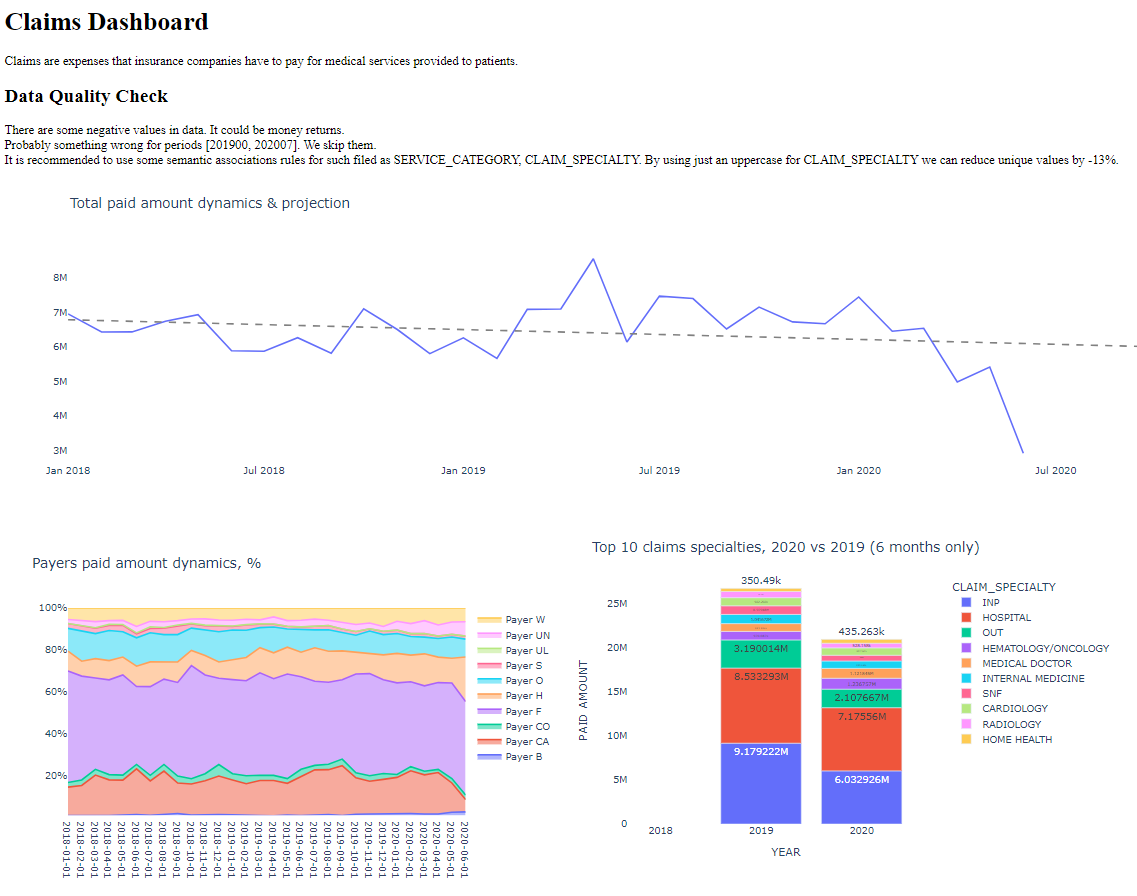 Claims Dashboard
Claims are expenses that insurance companies have to pay for medical services provided to patients.
Data Quality Check
There are some negative values in data. It could be money returns.
Probably something wrong for periods [201900, 202007]. We skip them.
It is recommended to use some semantic associations rules for such filed as SERVICE_CATEGORY, CLAIM_SPECIALTY. By using just an uppercase for CLAIM_SPECIALTY we can reduce unique values by -13%.
Total paid amount dynamics & projection
8M
7M
6M
5M
4M
3M
Jan 2018
Jul 2018
Jan 2019
Jul 2019
Jan 2020
Jul 2020
Payers paid amount dynamics, %
100%
80%
60%
40%
20%
2018-01-01
2018-02-01
2018-03-01
2018-04-01
2018-05-01
2018-06-01
2018-07-01
2018-08-01
2018-09-01
2018-10-01
2018-11-01
2018-12-01
2019-01-01
2019-02-01
2019-03-01
2019-04-01
2019-05-01
2019-06-01
2019-07-01
2019-08-01
2019-09-01
2019-10-01
2019-11-01
2019-12-01
2020-01-01
2020-02-01
2020-03-01
2020-04-01
2020-05-01
2020-06-01
Payer W
Payer UN
Payer UL
Payer S
Payer O
Payer H
Payer F
Payer CO
Payer CA
Payer B
Top 10 claims specialties, 2020 vs 2019 (6 months only)
PAID AMOUNT
25M
20M
15M
10M
5M
0
350.49k
3.190014M
8.533293M
9.179222M
435.263k
2.107667M
7.17556M
6.032926M
2018
2019
2020
YEAR
CLAIM_SPECIALTY
INP
HOSPITAL
OUT
HEMATOLOGY/ONCOLOGY
MEDICAL DOCTOR
INTERNAL MEDICINE
SNF
CARDIOLOGY
RADIOLOGY
HOME HEALTH